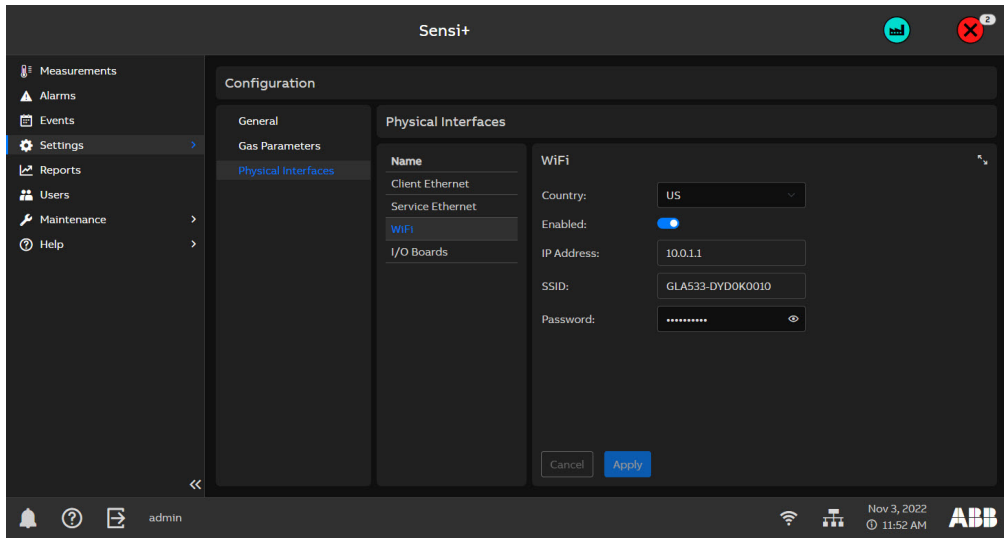 Sensi+
2
Measurements
Alarms
Events
Settings
Reports
Users
Maintenance
Help
Configuration
General
Gas Parameters
Physical Interfaces
Physical Interfaces
Name
Client Ethernet
Service Ethernet
WiFi
I/O Boards
WiFi
Country: US
Enabled:
IP Address: 10.0.1.1
SSID: GLA533-DYD0K0010
Password: ••••••••••
Cancel Apply
admin
Nov 3, 2022
11:52 AM
ABB